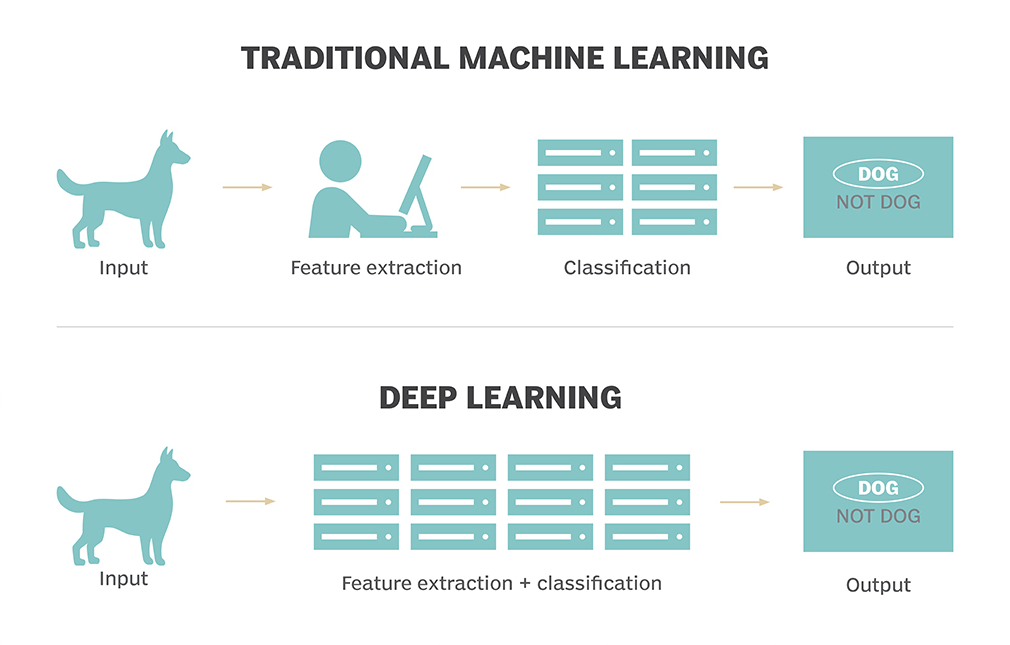 TRADITIONAL MACHINE LEARNING
DOG
NOT DOG
Input
Feature extraction
Classification
Output
DEEP LEARNING
DOG
NOT DOG
Input
Feature extraction + classification
Output